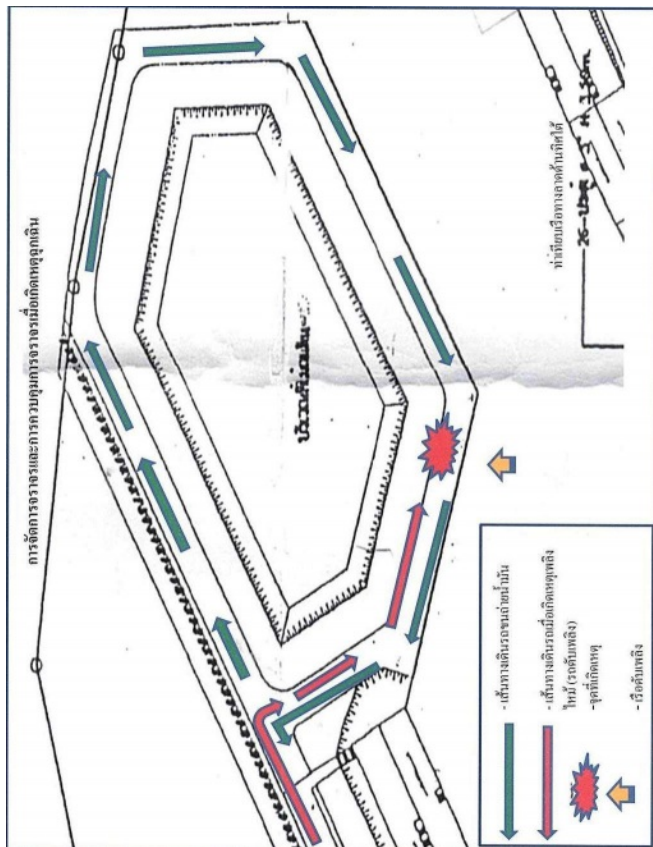 การจัดการจราจรและการควบคุมการจราจรเมื่อเกิดเหตุฉุกเฉิน
ท่าเทียบเรือทางลาดด้านทิศใต้
- เส้นทางเดินรถขนถ่ายน้ำมัน
- เส้นทางเดินรถเมื่อเกิดเหตุเพลิง
ไหม้ (รถดับเพลิง)
- จุดที่เกิดเหตุ
- เรือดับเพลิง